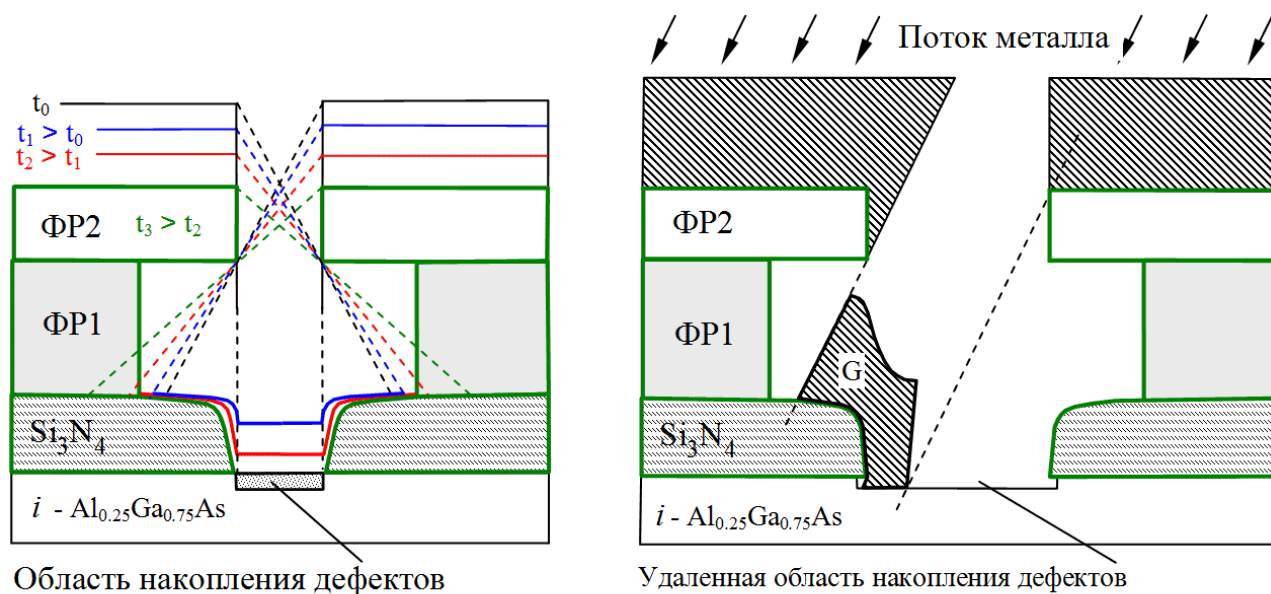 t₀
t₁ > t₀
t₂ > t₁
ФР2
t₃ > t₂
ФР1
Si₃N₄
i - Al₀.₂₅Ga₀.₇₅As
Область накопления дефектов
Поток металла
ФР2
ФР1
G
Si₃N₄
i - Al₀.₂₅Ga₀.₇₅As
Удаленная область накопления дефектов